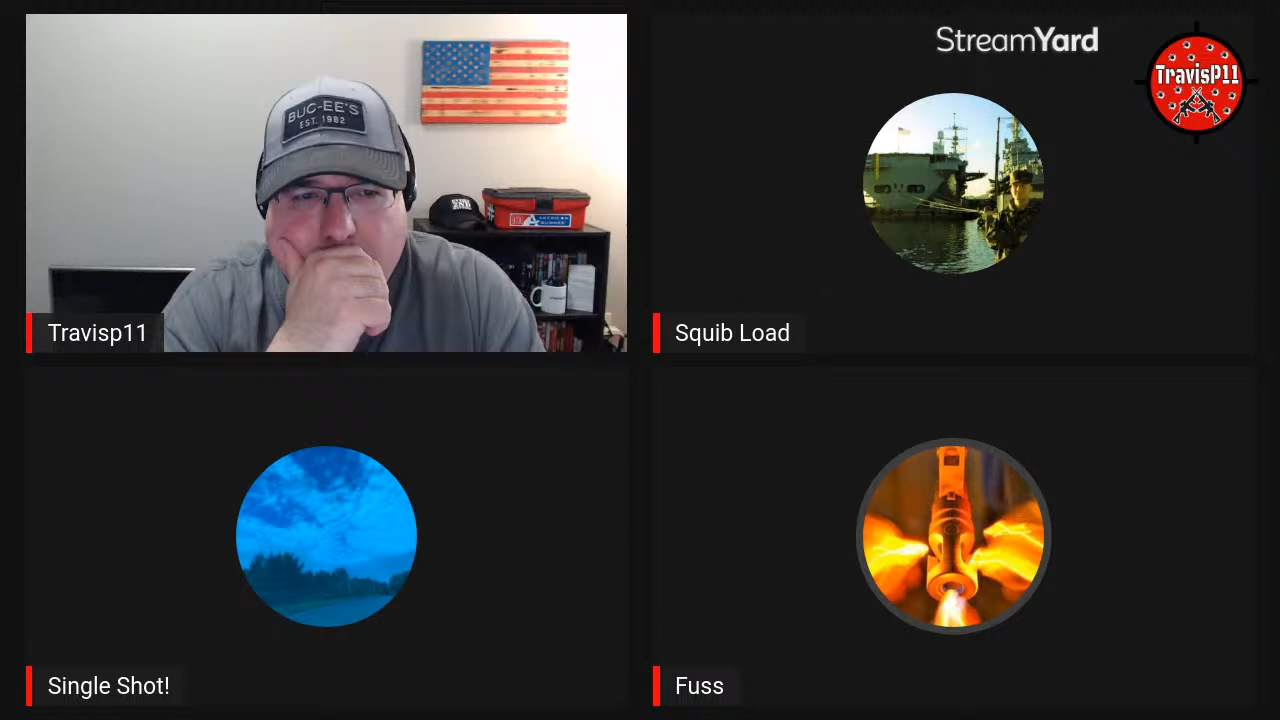 StreamYard
TravisP11
BUC-EE'S
EST. 1982
Travisp11
Squib Load
Single Shot!
Fuss